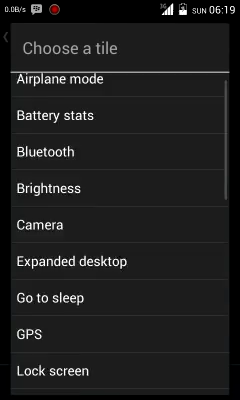 0.0B/s
3G
SUN 06:19
Choose a tile
Airplane mode
Battery stats
Bluetooth
Brightness
Camera
Expanded desktop
Go to sleep
GPS
Lock screen